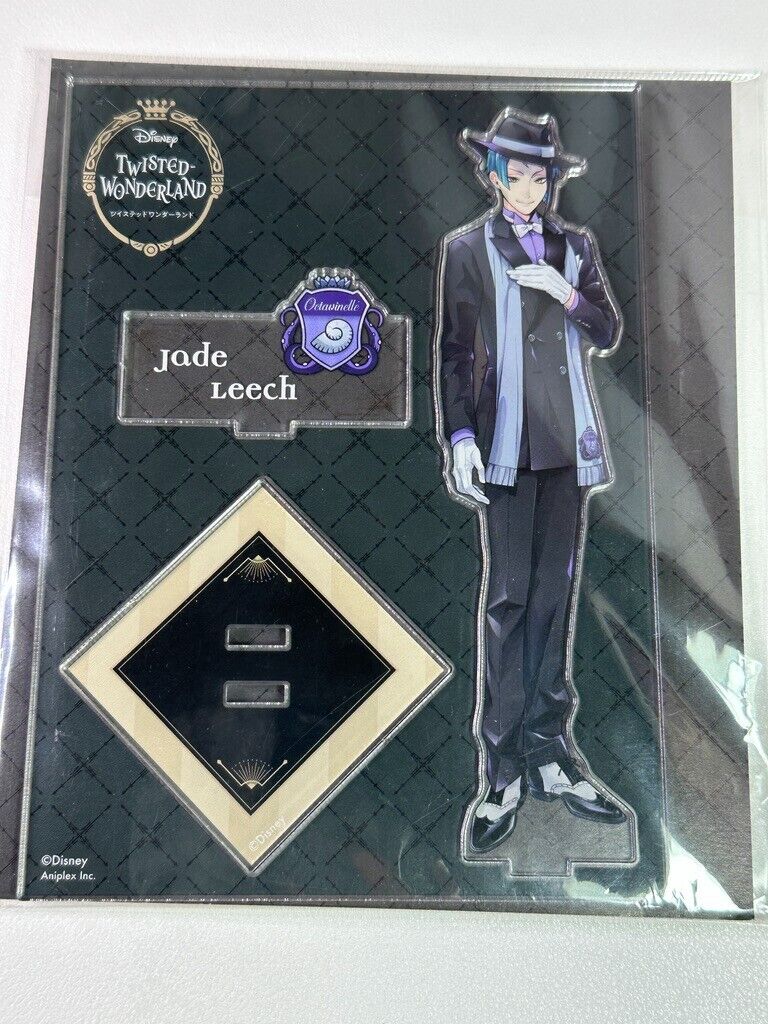 Disney
TWISTED-
WONDERLAND
ツイステッドワンダーランド
Octavinelle
Jade
Leech
©Disney
©Disney
Aniplex Inc.